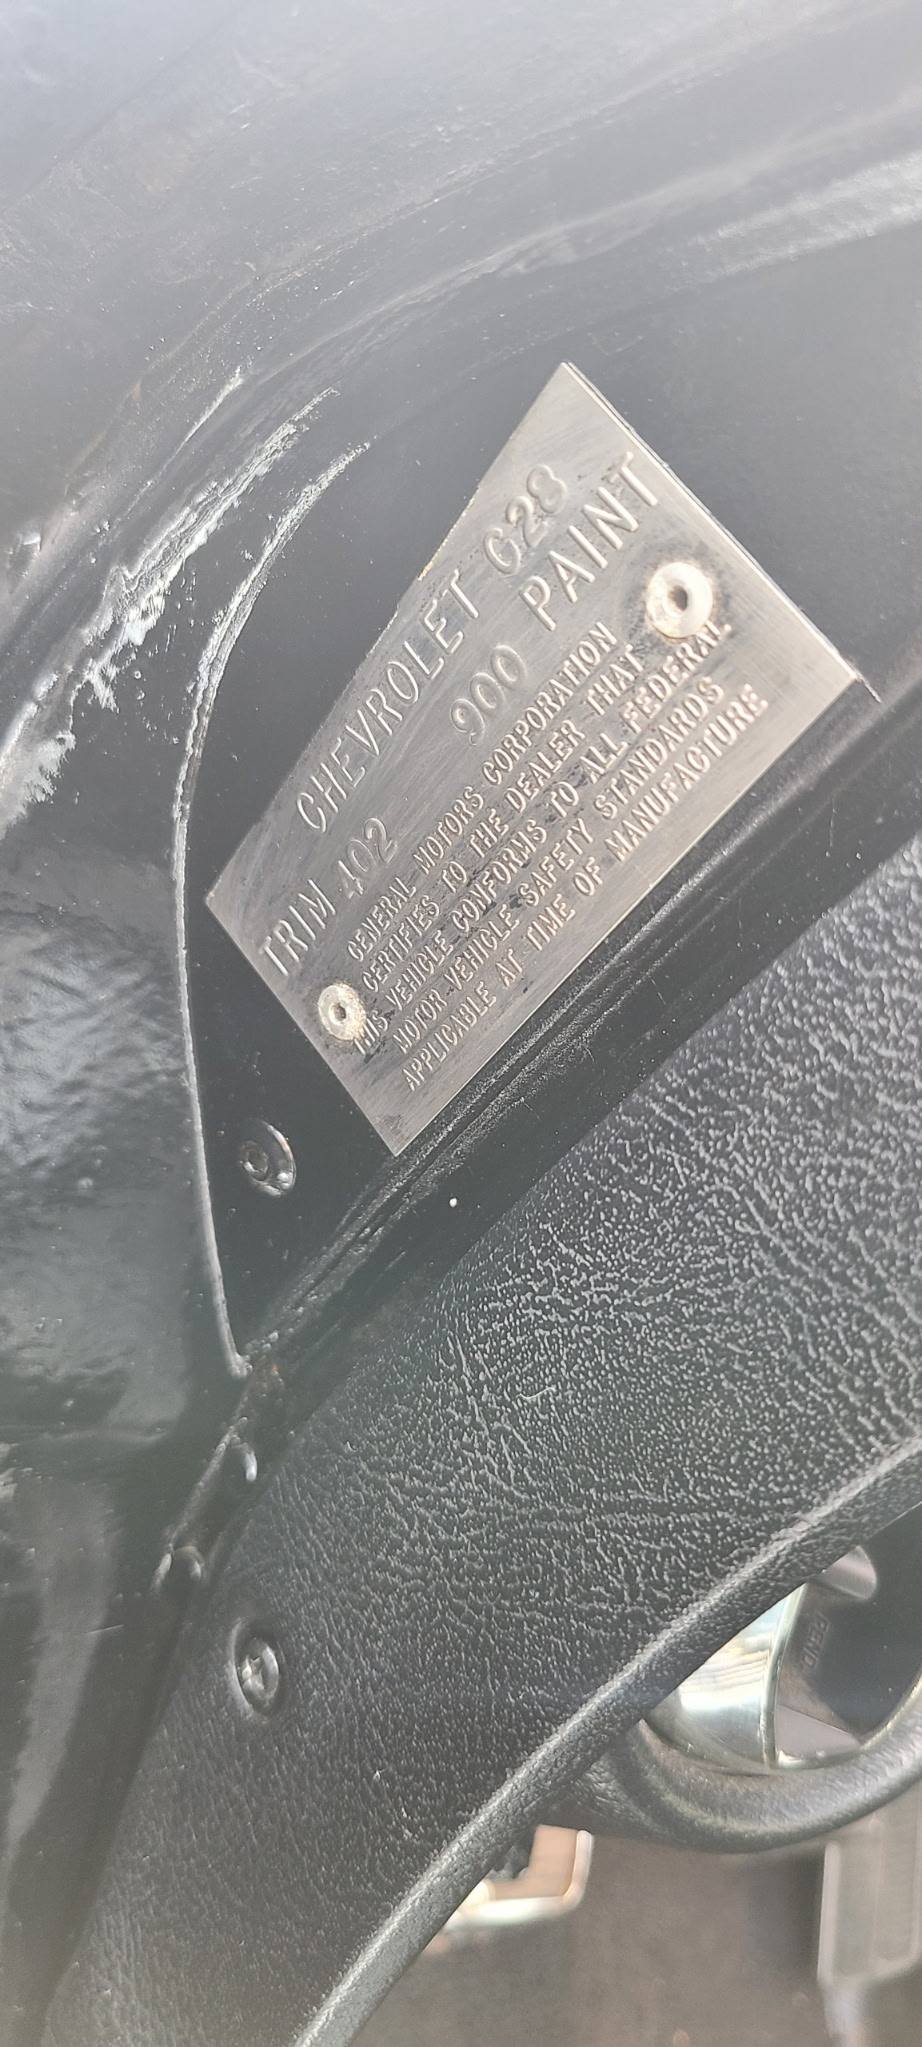 CHEVROLET G28
TRIM 402 900 PAINT
GENERAL MOTORS CORPORATION
CERTIFIES TO THE DEALER THAT
THIS VEHICLE CONFORMS TO ALL FEDERAL
MOTOR VEHICLE SAFETY STANDARDS
APPLICABLE AT TIME OF MANUFACTURE